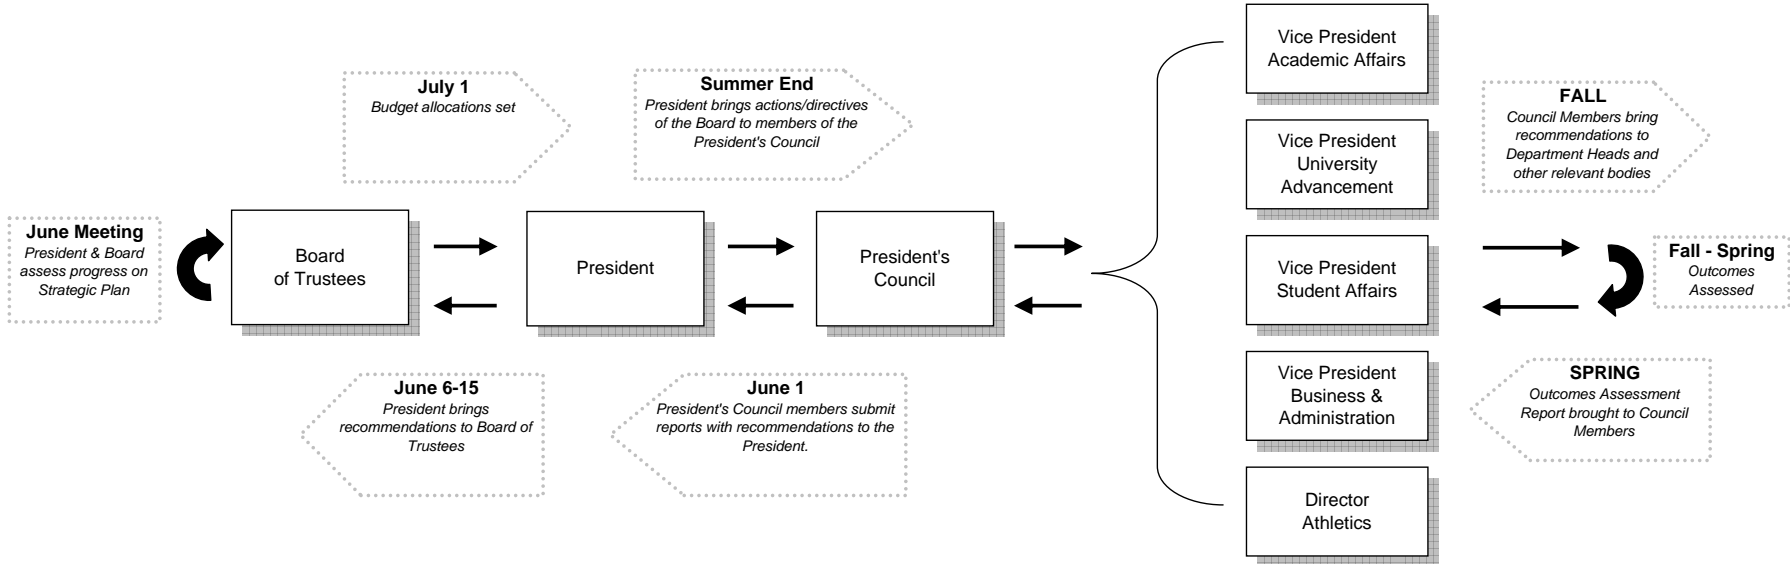 June Meeting
President & Board
assess progress on
Strategic Plan
July 1
Budget allocations set
Board
of Trustees
June 6-15
President brings
recommendations to Board of
Trustees
President
Summer End
President brings actions/directives
of the Board to members of the
President's Council
President's
Council
June 1
President's Council members submit
reports with recommendations to the
President.
Vice President
Academic Affairs
Vice President
University
Advancement
Vice President
Student Affairs
Vice President
Business &
Administration
Director
Athletics
FALL
Council Members bring
recommendations to
Department Heads and
other relevant bodies
Fall - Spring
Outcomes
Assessed
SPRING
Outcomes Assessment
Report brought to Council
Members